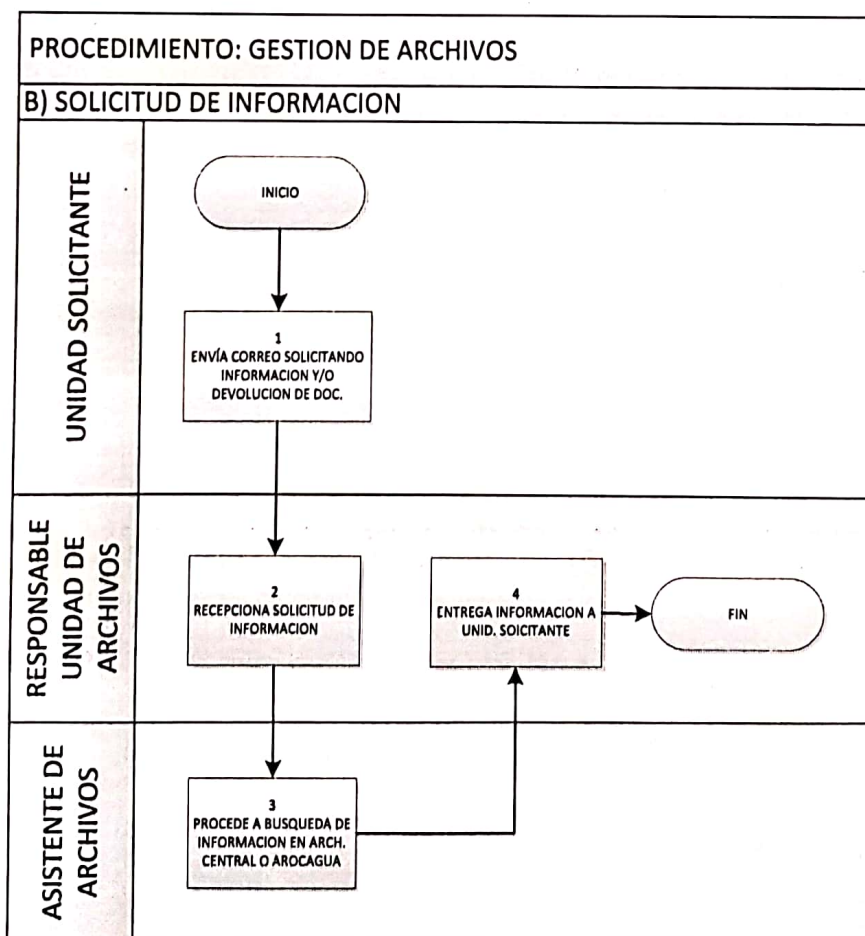 PROCEDIMIENTO: GESTION DE ARCHIVOS
B) SOLICITUD DE INFORMACION
UNIDAD SOLICITANTE
INICIO
1
ENVÍA CORREO SOLICITANDO
INFORMACION Y/O
DEVOLUCION DE DOC.
RESPONSABLE
UNIDAD DE
ARCHIVOS
2
RECEPCIONA SOLICITUD DE
INFORMACION
4
ENTREGA INFORMACION A
UNID. SOICITANTE
FIN
ASISTENTE DE
ARCHIVOS
3
PROCEDE A BUSQUEDA DE
INFORMACION EN ARCH.
CENTRAL O AROCAGUA